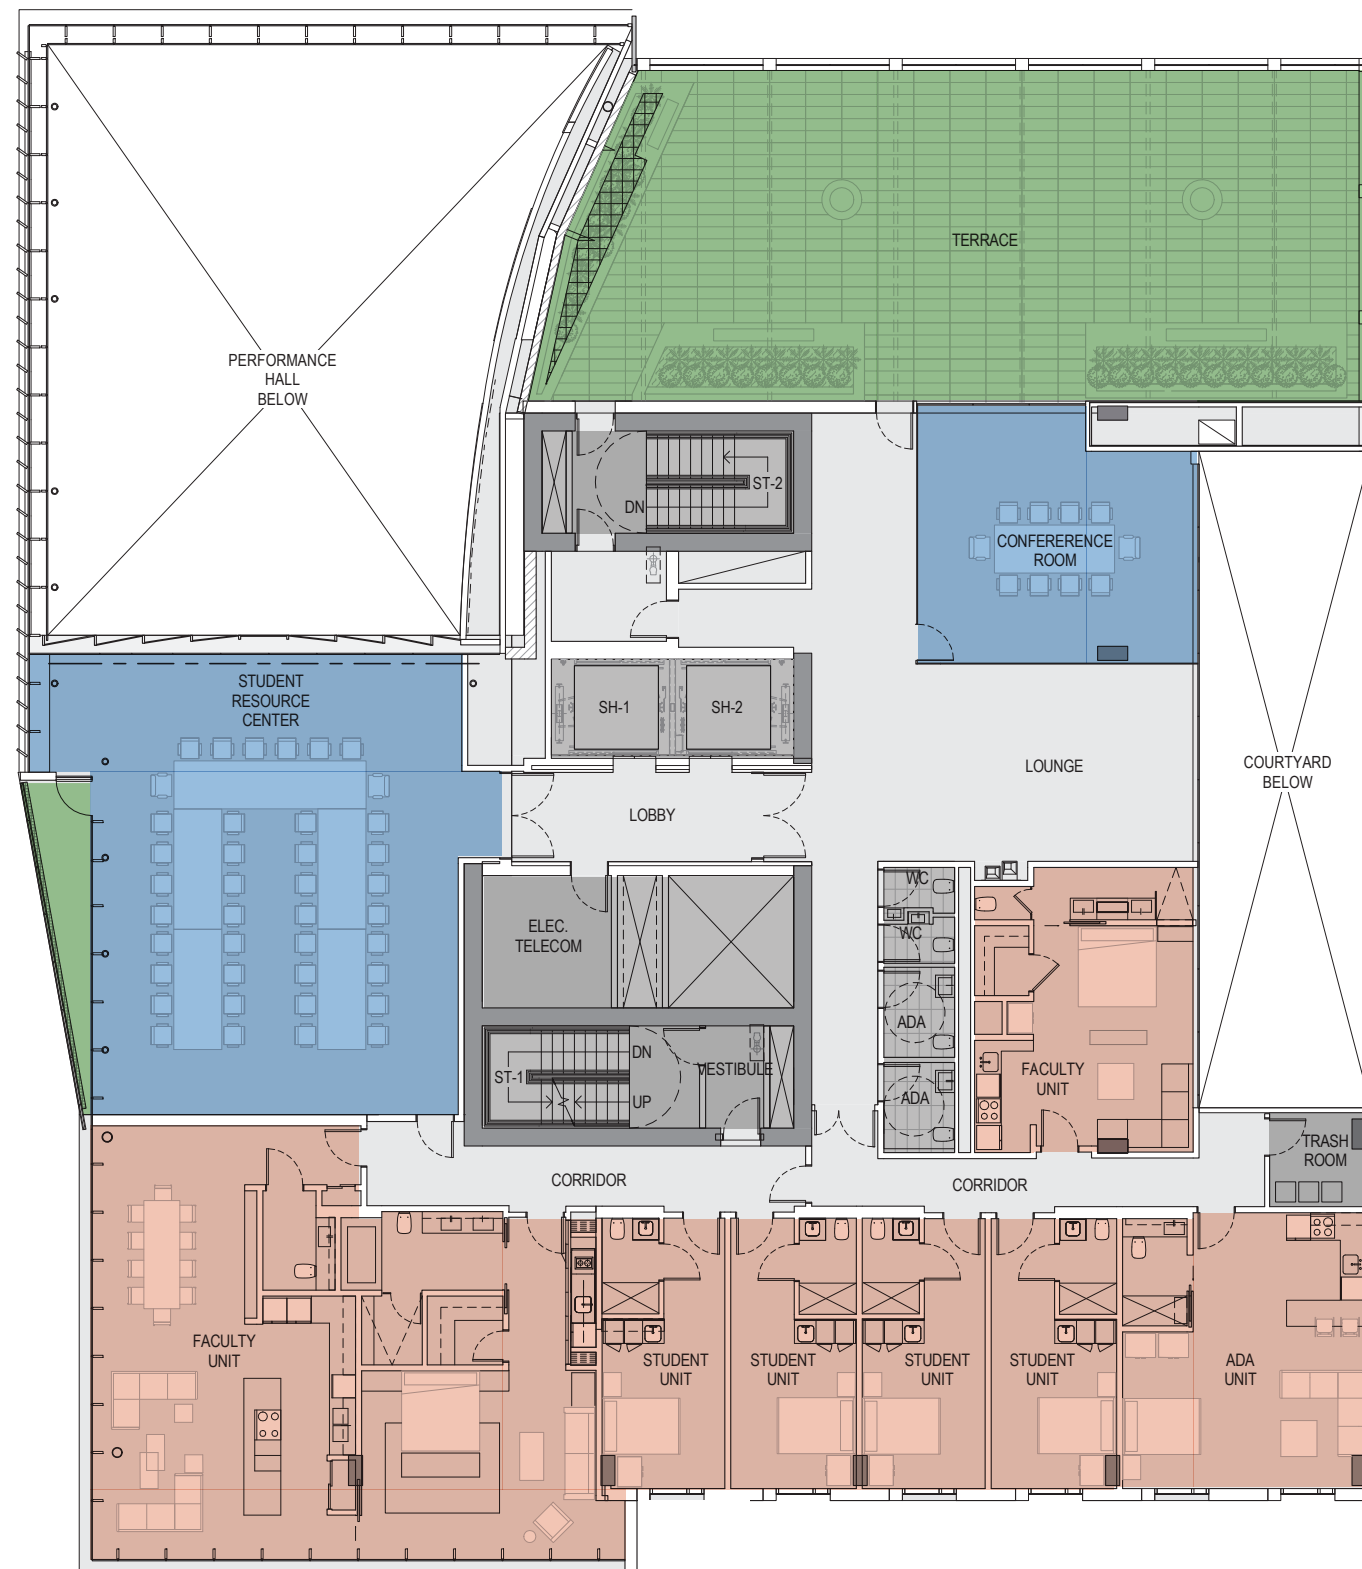 TERRACE
PERFORMANCE
HALL
BELOW
ST-2
DN
CONFERERENCE
ROOM
STUDENT
RESOURCE
CENTER
SH-1
SH-2
LOUNGE
COURTYARD
BELOW
LOBBY
WC
ELEC.
TELECOM
WC
ADA
DN
ST-1
VESTIBULE
UP
FACULTY
UNIT
ADA
TRASH
ROOM
CORRIDOR
CORRIDOR
FACULTY
UNIT
STUDENT
UNIT
STUDENT
UNIT
STUDENT
UNIT
STUDENT
UNIT
ADA
UNIT